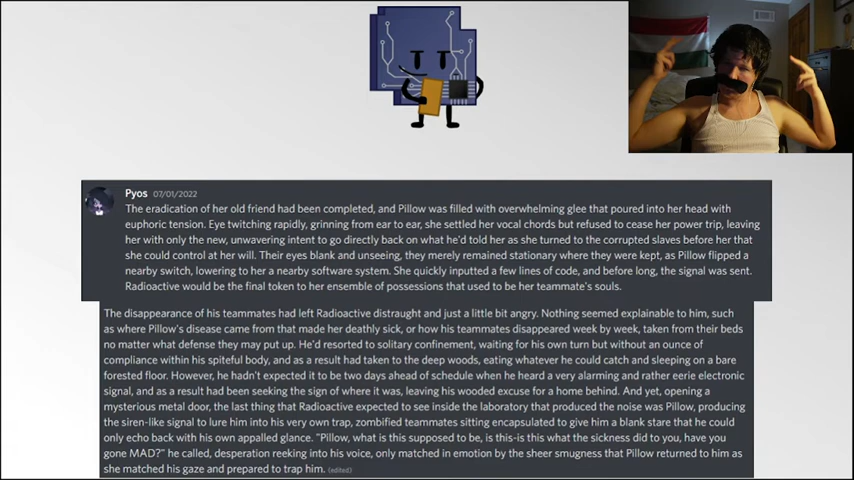 Pyos 07/01/2022
The eradication of her old friend had been completed, and Pillow was filled with overwhelming glee that poured into her head with
euphoric tension. Eye twitching rapidly, grinning from ear to ear, she settled her vocal chords but refused to cease her power trip, leaving
her with only the new, unwavering intent to go directly back on what he'd told her as she turned to the corrupted slaves before her that
she could control at her will. Their eyes blank and unseeing, they merely remained stationary where they were kept, as Pillow flipped a
nearby switch, lowering to her a nearby software system. She quickly inputted a few lines of code, and before long, the signal was sent.
Radioactive would be the final token to her ensemble of possessions that used to be her teammate's souls.
The disappearance of his teammates had left Radioactive distraught and just a little bit angry. Nothing seemed explainable to him, such
as where Pillow's disease came from that made her deathly sick, or how his teammates disappeared week by week, taken from their beds
no matter what defense they may put up. He'd resorted to solitary confinement, waiting for his own turn but without an ounce of
compliance within his spiteful body, and as a result had taken to the deep woods, eating whatever he could catch and sleeping on a bare
forested floor. However, he hadn't expected it to be two days ahead of schedule when he heard a very alarming and rather eerie electronic
signal, and as a result had been seeking the sign of where it was, leaving his wooded excuse for a home behind. And yet, opening a
mysterious metal door, the last thing that Radioactive expected to see inside the laboratory that produced the noise was Pillow, producing
the siren-like signal to lure him into his very own trap, zombified teammates sitting encapsulated to give him a blank stare that he could
only echo back with his own appalled glance. "Pillow, what is this supposed to be, is this-is this what the sickness did to you, have you
gone MAD?" he called, desperation reeking into his voice, only matched in emotion by the sheer smugness that Pillow returned to him as
she matched his gaze and prepared to trap him. (edited)